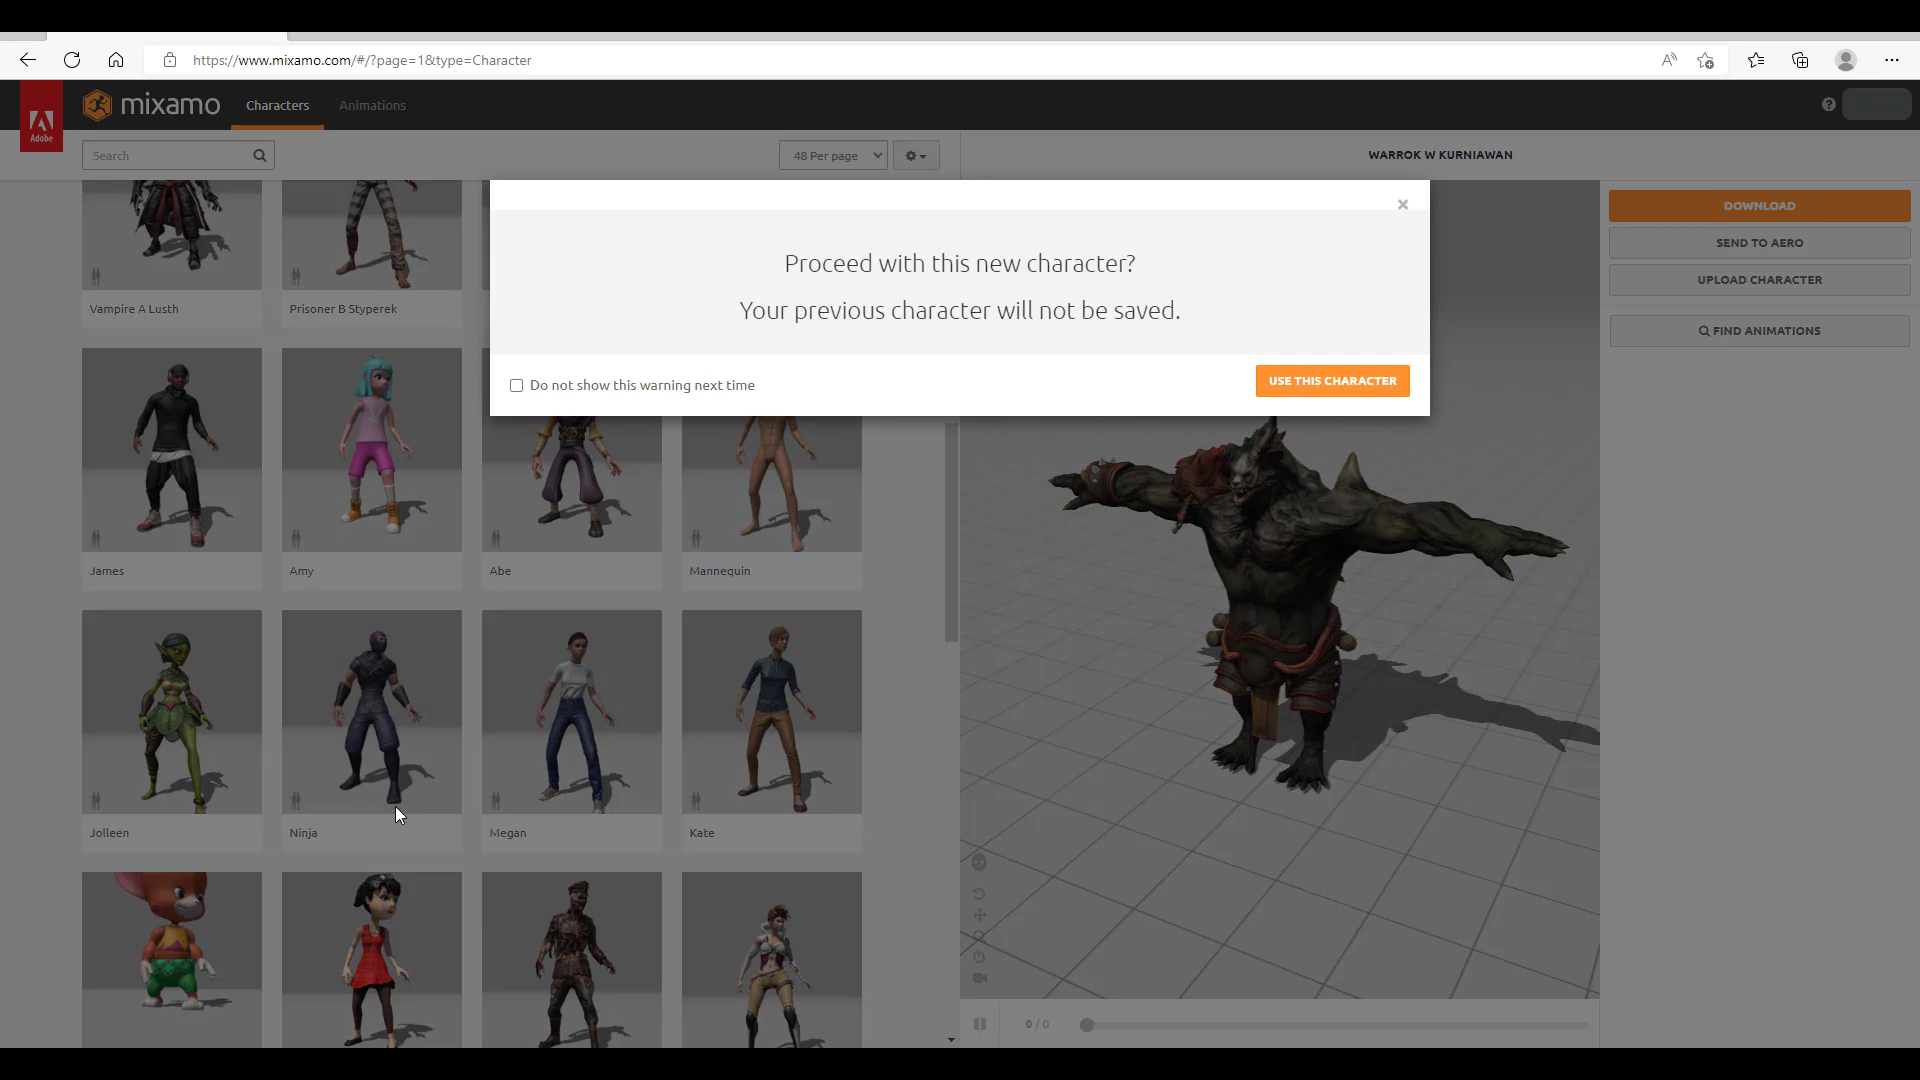 https://www.mixamo.com/#/?page=1&type=Character
Adobe
mixamo
Characters
Animations
Search
48 Per page
WARROK W KURNIAWAN
Proceed with this new character?
Your previous character will not be saved.
Do not show this warning next time
USE THIS CHARACTER
DOWNLOAD
SEND TO AERO
UPLOAD CHARACTER
FIND ANIMATIONS
Vampire A Lusth
Prisoner B Styperek
James
Amy
Abe
Mannequin
Jolleen
Ninja
Megan
Kate
0 / 0